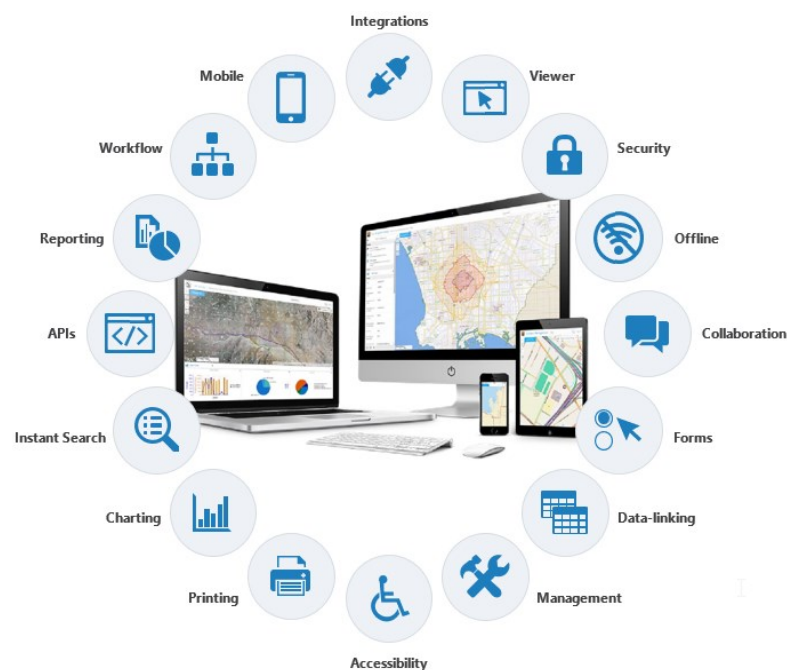 Integrations
Mobile
Viewer
Workflow
Security
Reporting
Offline
APIs
Collaboration
Instant Search
Forms
Charting
Data-linking
Printing
Management
Accessibility